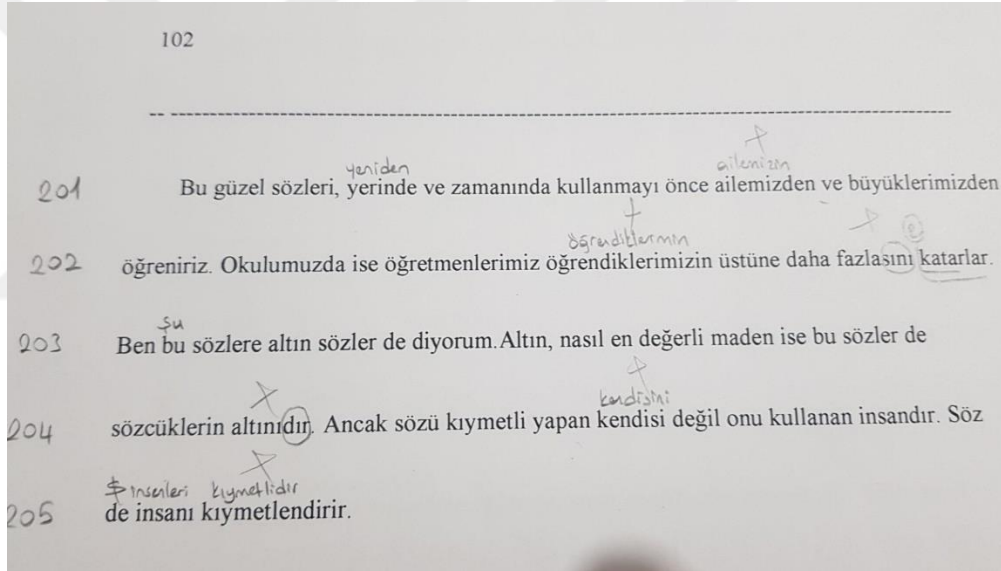 102
yeniden ailemizin
201 Bu güzel sözleri, yerinde ve zamanında kullanmayı önce ailemizden ve büyüklerimizden
öğrendiklermin e
202 öğreniriz. Okulumuzda ise öğretmenlerimiz öğrendiklerimizin üstüne daha fazlasını katarlar.
şu
203 Ben bu sözlere altın sözler de diyorum. Altın, nasıl en değerli maden ise bu sözler de
kendisini
204 sözcüklerin altınıdır. Ancak sözü kıymetli yapan kendisi değil onu kullanan insandır. Söz
insanları kıymetlidir
205 de insanı kıymetlendirir.